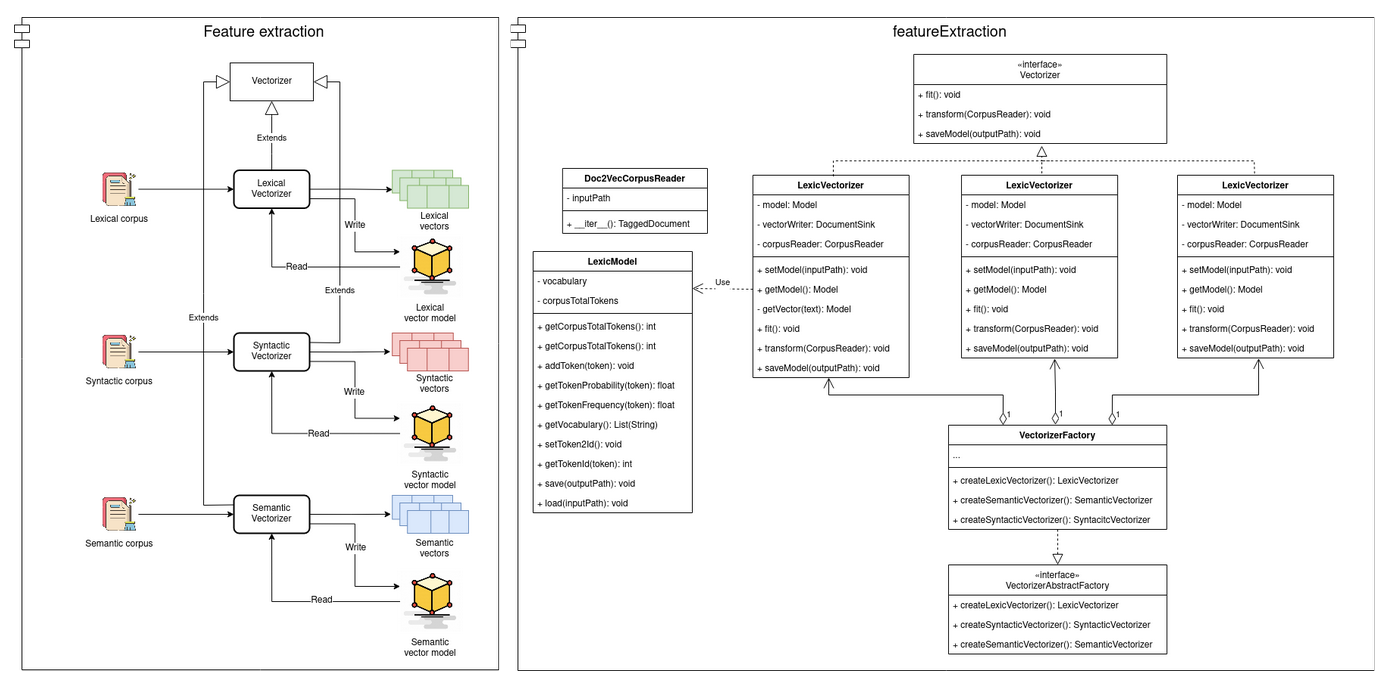 Feature extraction
Vectorizer
Extends
Lexical
Vectorizer
Lexical corpus
Lexical
vectors
Write
Read
Lexical
vector model
Extends
Extends
Syntactic
Vectorizer
Syntactic corpus
Syntactic
vectors
Write
Read
Syntactic
vector model
Semantic
Vectorizer
Semantic corpus
Semantic
vectors
Write
Read
Semantic
vector model
featureExtraction
«interface»
Vectorizer
+ fit(): void
+ transform(CorpusReader): void
+ saveModel(outputPath): void
Doc2VecCorpusReader
- inputPath
+ __iter__(): TaggedDocument
LexicModel
- vocabulary
- corpusTotalTokens
+ getCorpusTotalTokens(): int
+ getCorpusTotalTokens(): int
+ addToken(token): void
+ getTokenProbability(token): float
+ getTokenFrequency(token): float
+ getVocabulary(): List(String)
+ setToken2Id(): void
+ getTokenId(token): int
+ save(outputPath): void
+ load(inputPath): void
Use
LexicVectorizer
- model: Model
- vectorWriter: DocumentSink
- corpusReader: CorpusReader
+ setModel(inputPath): void
+ getModel(): Model
- getVector(text): Model
+ fit(): void
+ transform(CorpusReader): void
+ saveModel(outputPath): void
LexicVectorizer
- model: Model
- vectorWriter: DocumentSink
- corpusReader: CorpusReader
+ setModel(inputPath): void
+ getModel(): Model
+ fit(): void
+ transform(CorpusReader): void
+ saveModel(outputPath): void
LexicVectorizer
- model: Model
- vectorWriter: DocumentSink
- corpusReader: CorpusReader
+ setModel(inputPath): void
+ getModel(): Model
+ fit(): void
+ transform(CorpusReader): void
+ saveModel(outputPath): void
1
1
1
VectorizerFactory
...
+ createLexicVectorizer(): LexicVectorizer
+ createSemanticVectorizer(): SemanticVectorizer
+ createSyntacticVectorizer(): SyntacitcVectorizer
«interface»
VectorizerAbstractFactory
+ createLexicVectorizer(): LexicVectorizer
+ createSyntacticVectorizer(): SyntacticVectorizer
+ createSemanticVectorizer(): SemanticVectorizer